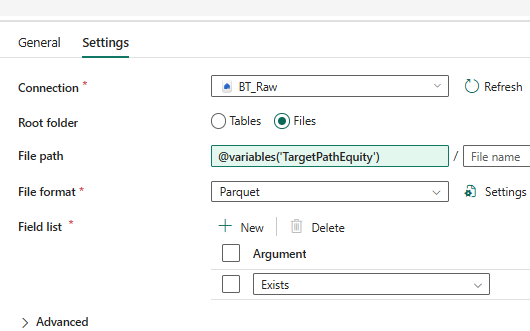 General Settings
Connection * BT_Raw Refresh
Root folder Tables Files
File path @variables('TargetPathEquity') / File name
File format * Parquet Settings
Field list * New Delete
Argument
Exists
Advanced